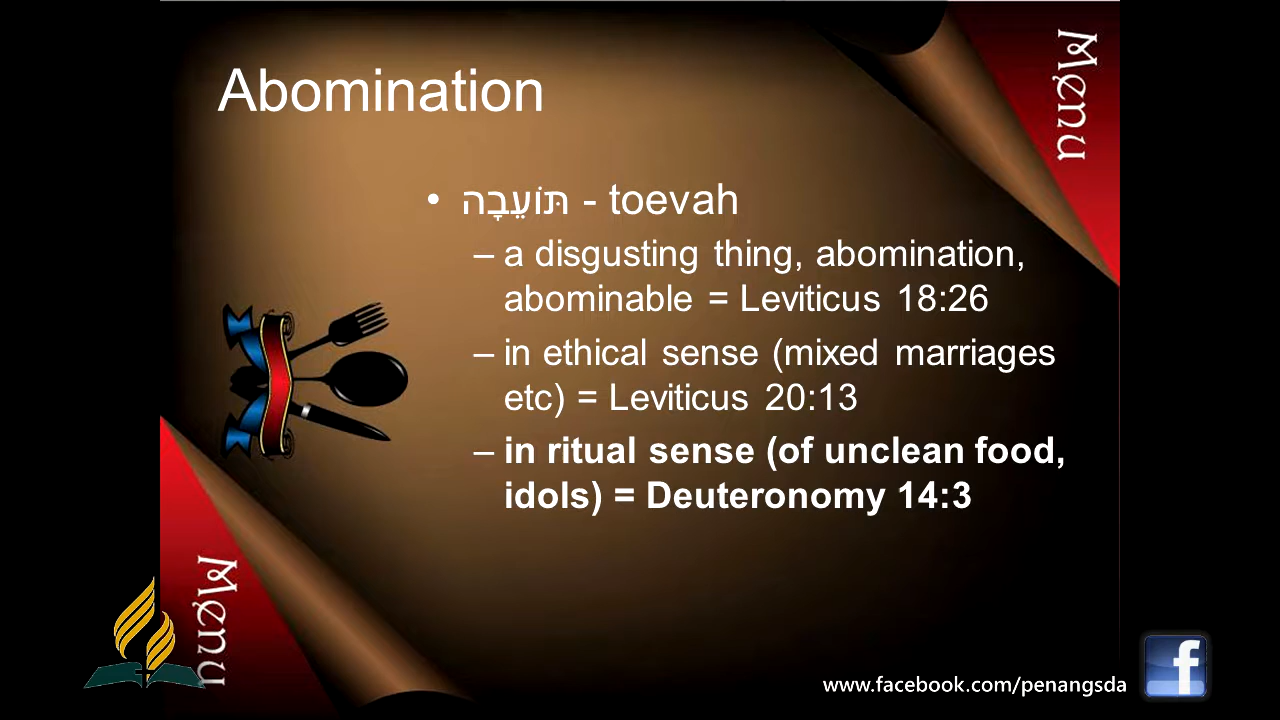 Abomination
Menu
• תּוֹעֵבָה - toevah
– a disgusting thing, abomination,
abominable = Leviticus 18:26
– in ethical sense (mixed marriages
etc) = Leviticus 20:13
– in ritual sense (of unclean food,
idols) = Deuteronomy 14:3
Menu
www.facebook.com/penangsda
f